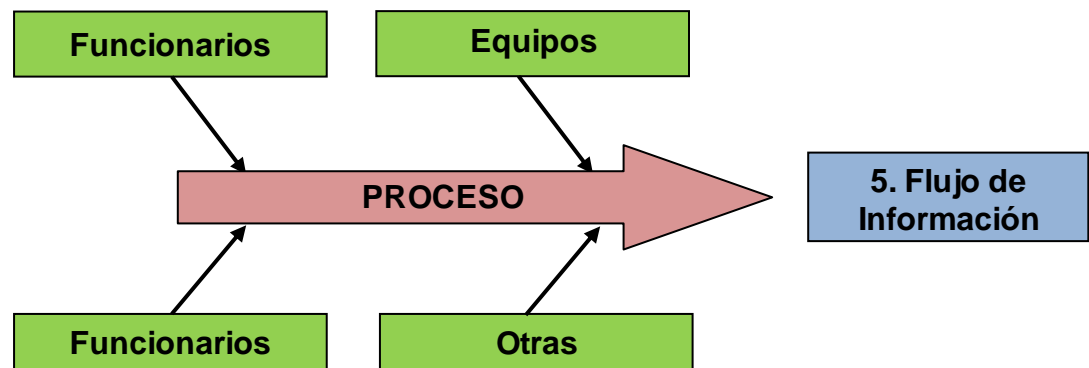 Funcionarios
Equipos
PROCESO
5. Flujo de
Información
Funcionarios
Otras